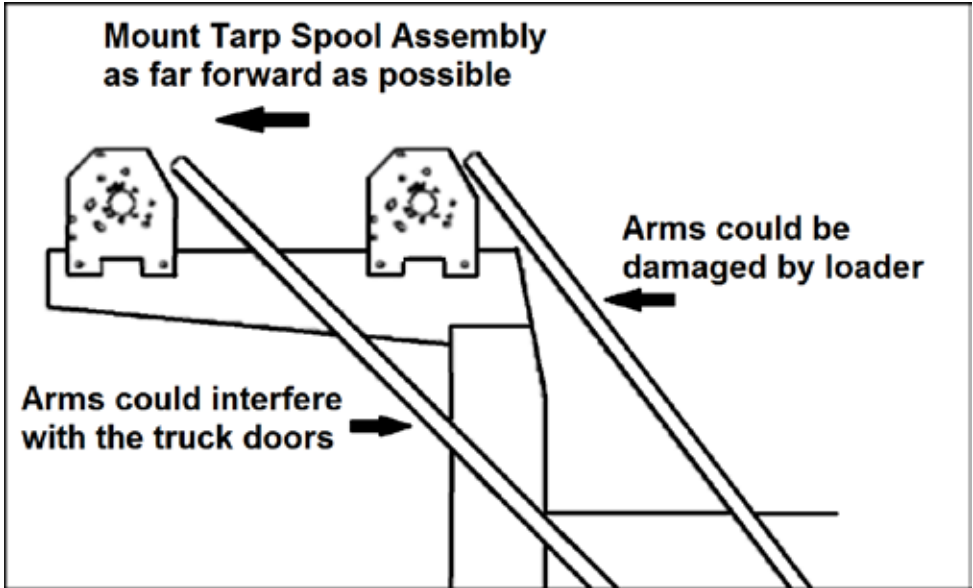 Mount Tarp Spool Assembly
as far forward as possible
Arms could be
damaged by loader
Arms could interfere
with the truck doors